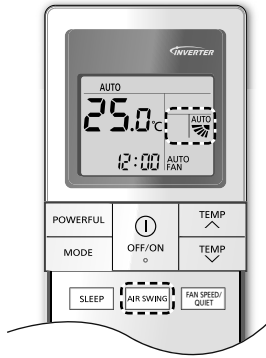 INVERTER
AUTO
25.0°C
AUTO
12:00 AUTO
FAN
POWERFUL
OFF/ON
TEMP
MODE
TEMP
SLEEP
AIR SWING
FAN SPEED/
QUIET